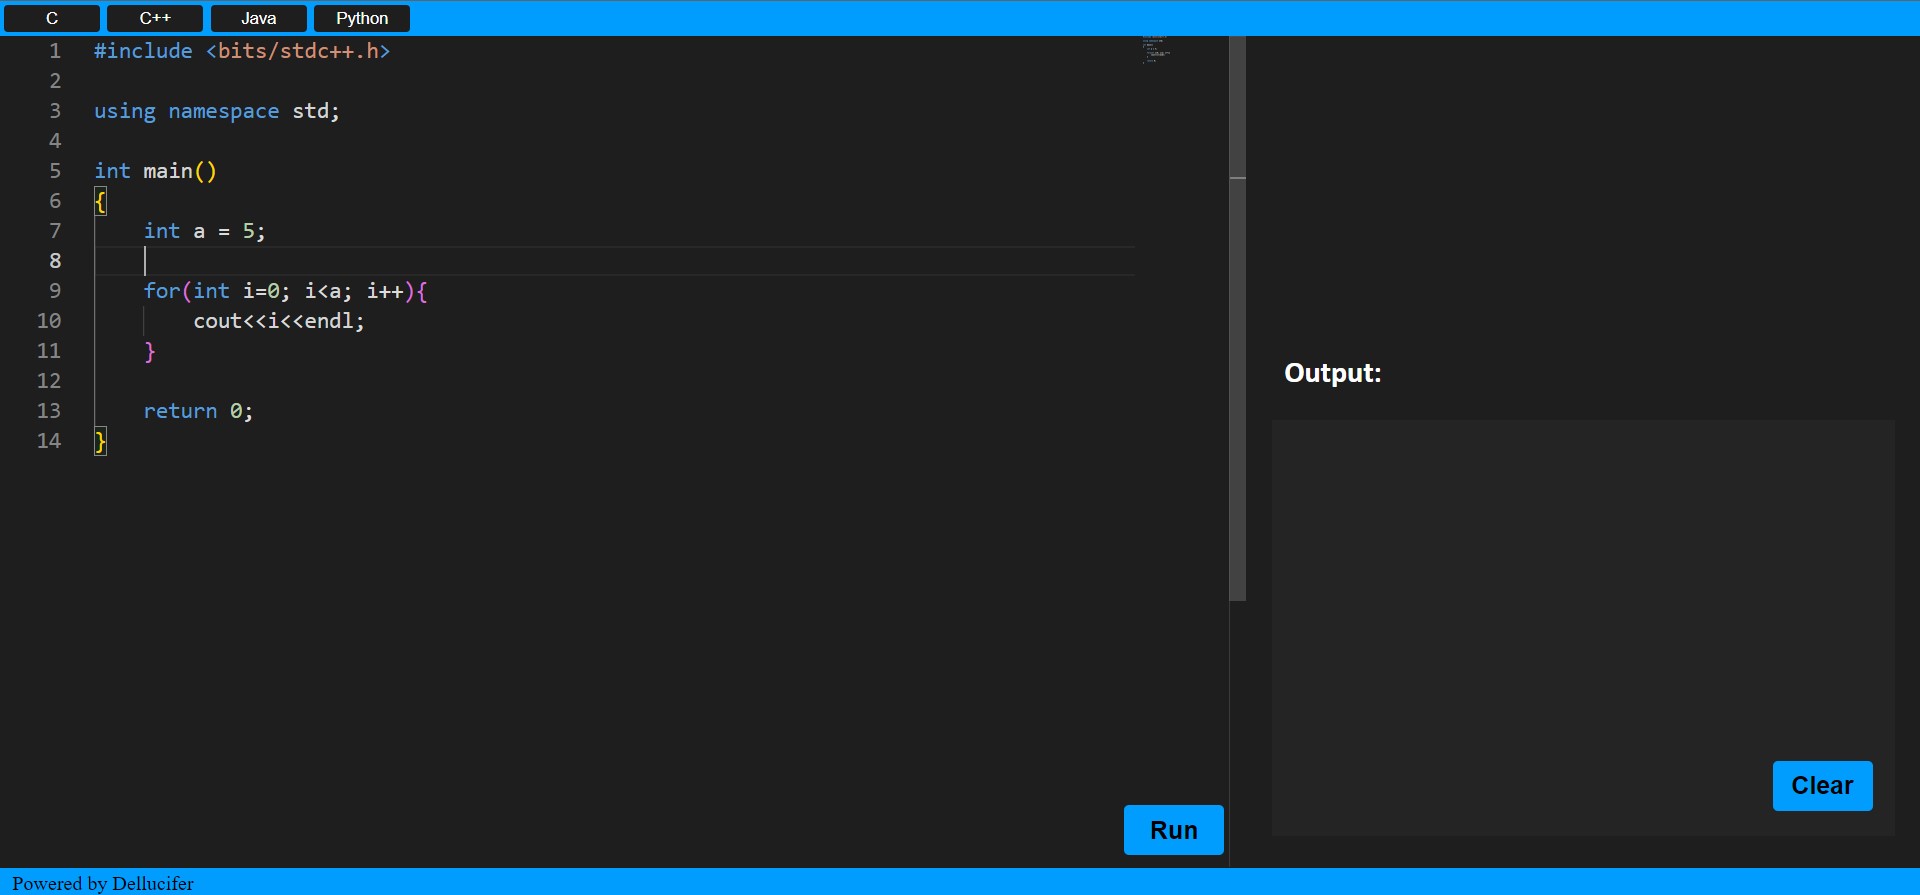 C C++ Java Python
1 #include <bits/stdc++.h>
2
3 using namespace std;
4
5 int main()
6 {
7     int a = 5;
8
9     for(int i=0; i<a; i++){
10         cout<<i<<endl;
11     }
12
13     return 0;
14 }
Output:
Clear
Run
Powered by Dellucifer